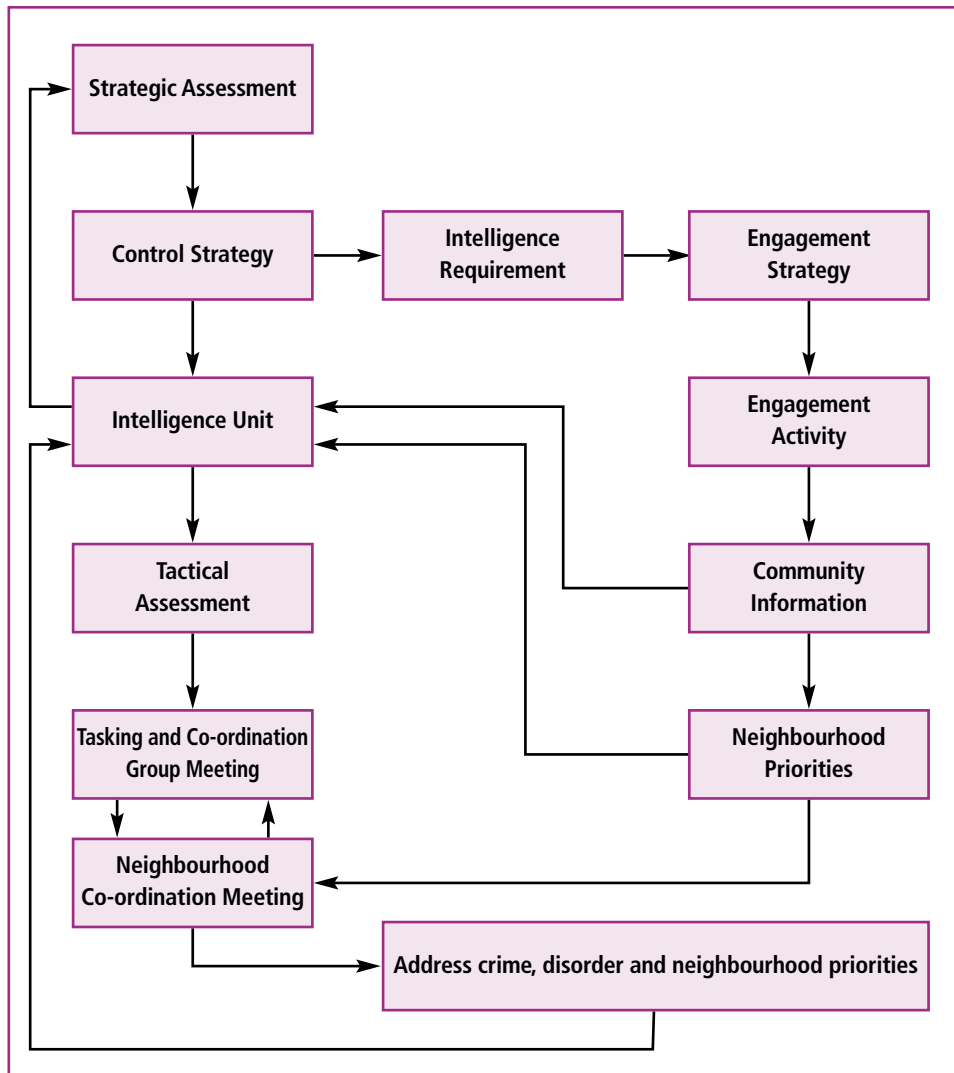 Strategic Assessment
Control Strategy
Intelligence
Requirement
Engagement
Strategy
Intelligence Unit
Engagement
Activity
Tactical
Assessment
Community
Information
Tasking and Co-ordination
Group Meeting
Neighbourhood
Priorities
Neighbourhood
Co-ordination Meeting
Address crime, disorder and neighbourhood priorities